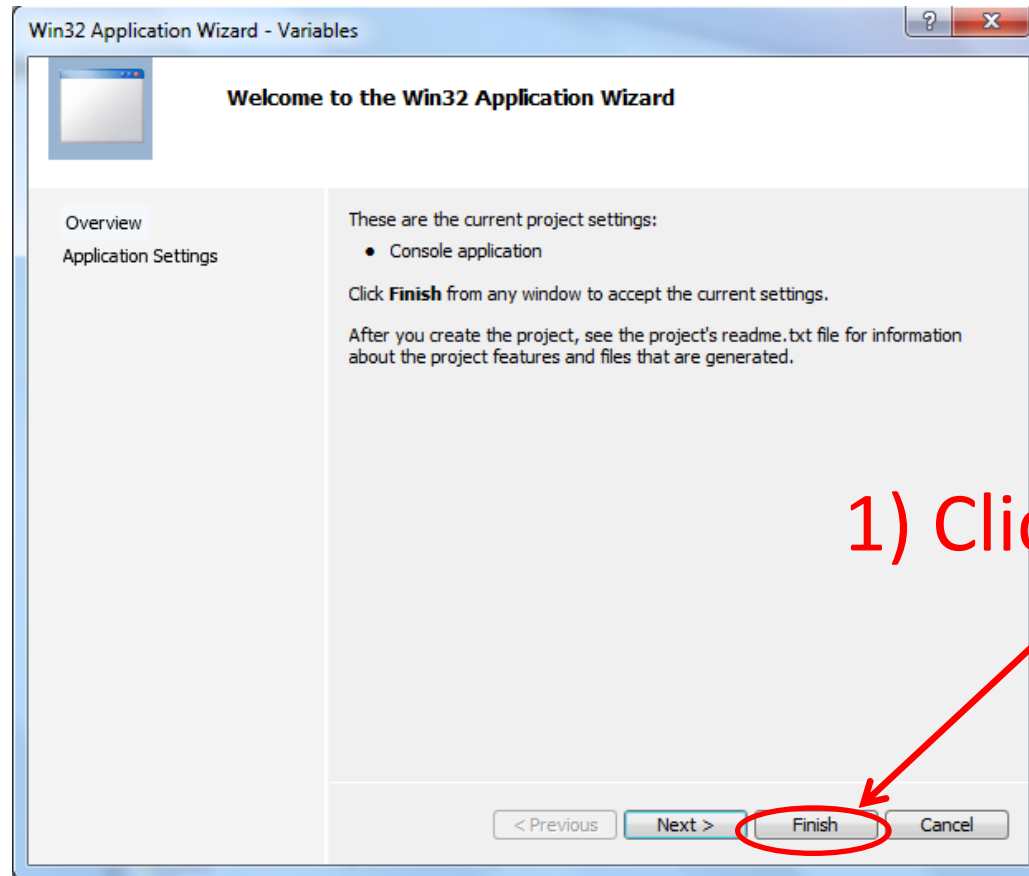 Win32 Application Wizard - Variables
Welcome to the Win32 Application Wizard
Overview
Application Settings
These are the current project settings:
• Console application
Click Finish from any window to accept the current settings.
After you create the project, see the project's readme.txt file for information
about the project features and files that are generated.
1)
< Previous Next > Finish Cancel